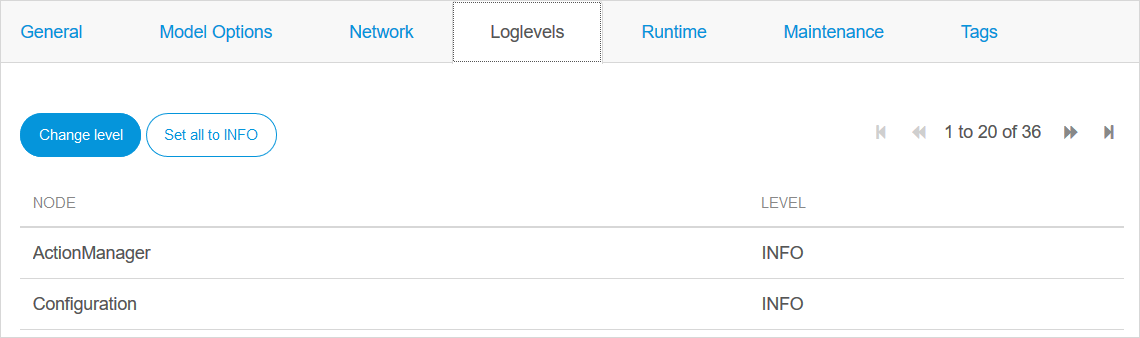 General Model Options Network Loglevels Runtime Maintenance Tags
Change level Set all to INFO 1 to 20 of 36
NODE LEVEL
ActionManager INFO
Configuration INFO